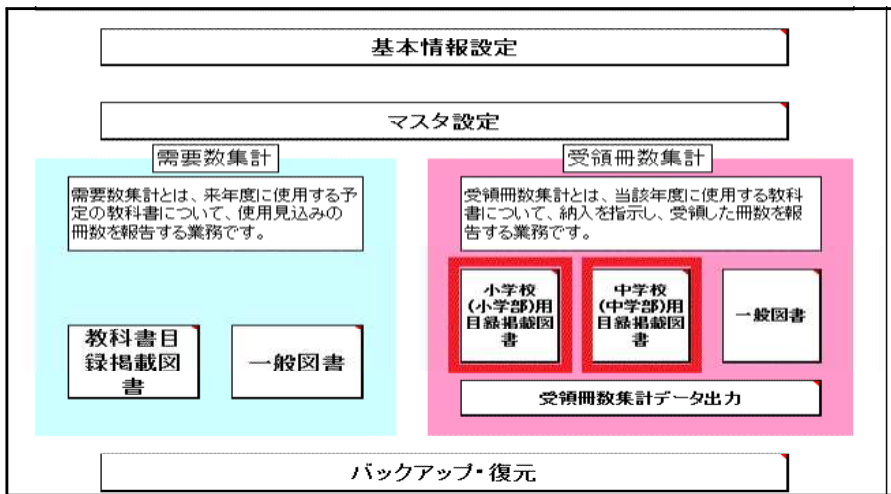 基本情報設定
マスタ設定
需要数集計
需要数集計とは、来年度に使用する予
定の教科書について、使用見込みの
冊数を報告する業務です。
教科書目
録掲載図
書
一般図書
受領冊数集計
受領冊数集計とは、当該年度に使用する教科
書について、納入を指示し、受領した冊数を報
告する業務です。
小学校
(小学部)用
目録掲載図
書
中学校
(中学部)用
目録掲載図
書
一般図書
受領冊数集計データ出力
バックアップ・復元